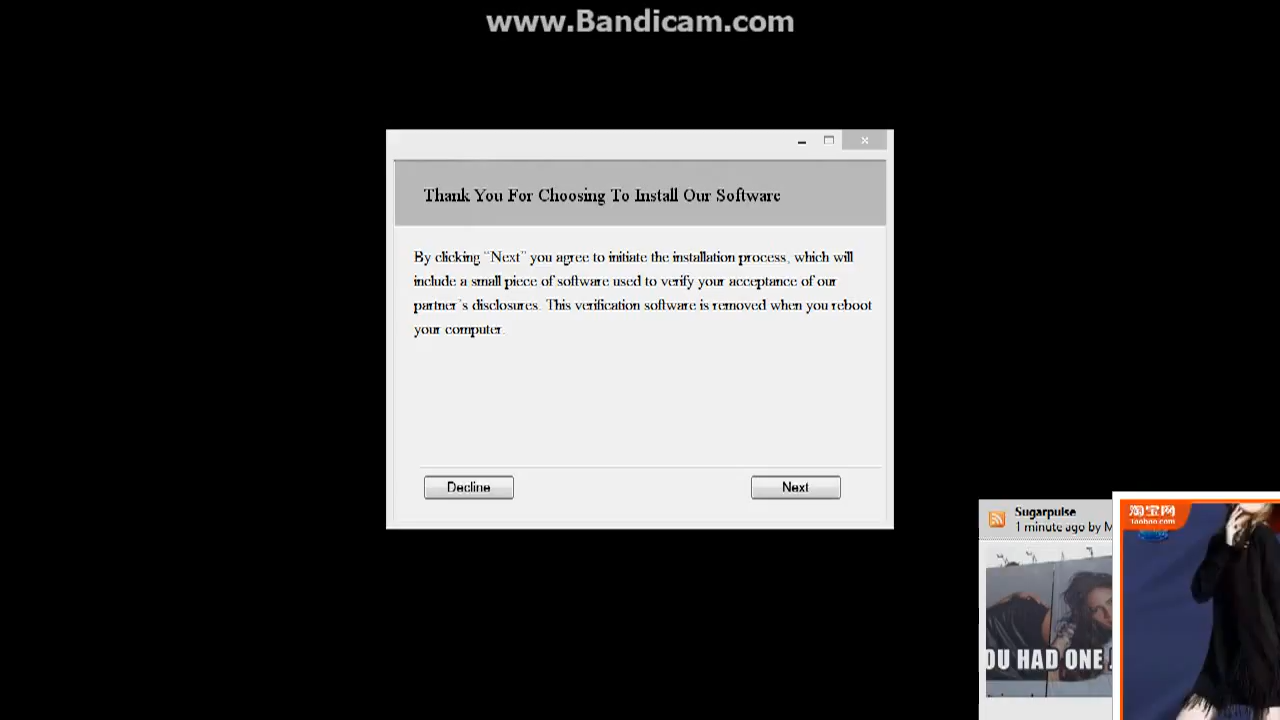 www.Bandicam.com
Thank You For Choosing To Install Our Software
By clicking "Next" you agree to initiate the installation process, which will
include a small piece of software used to verify your acceptance of our
partner's disclosures. This verification software is removed when you reboot
your computer.
Decline
Next
Sugarpulse
1 minute ago by M
OU HAD ONE
淘宝网
Taobao.com